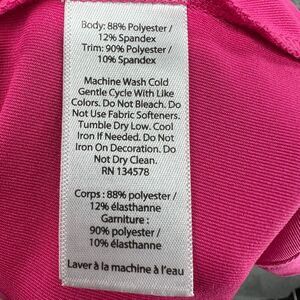 Body: 88% Polyester /
12% Spandex
Trim: 90% Polyester /
10% Spandex
Machine Wash Cold
Gentle Cycle With Like
Colors. Do Not Bleach. Do
Not Use Fabric Softeners.
Tumble Dry Low. Cool
Iron If Needed. Do Not
Iron On Decoration. Do
Not Dry Clean.
RN 134578
Corps : 88% polyester /
12% élasthanne
Garniture :
90% polyester /
10% élasthanne
Laver à la machine à l'eau